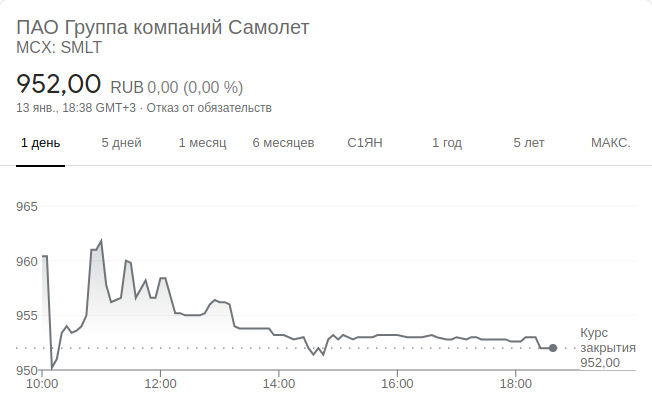 ПАО Группа компаний Самолет
MCX: SMLT
952,00 RUB 0,00 (0,00 %)
13 янв., 18:38 GMT+3 · Отказ от обязательств
1 день 5 дней 1 месяц 6 месяцев С1ЯН 1 год 5 лет МАКС.
965
960
955
950
Курс
закрытия
952,00
10:00 12:00 14:00 16:00 18:00